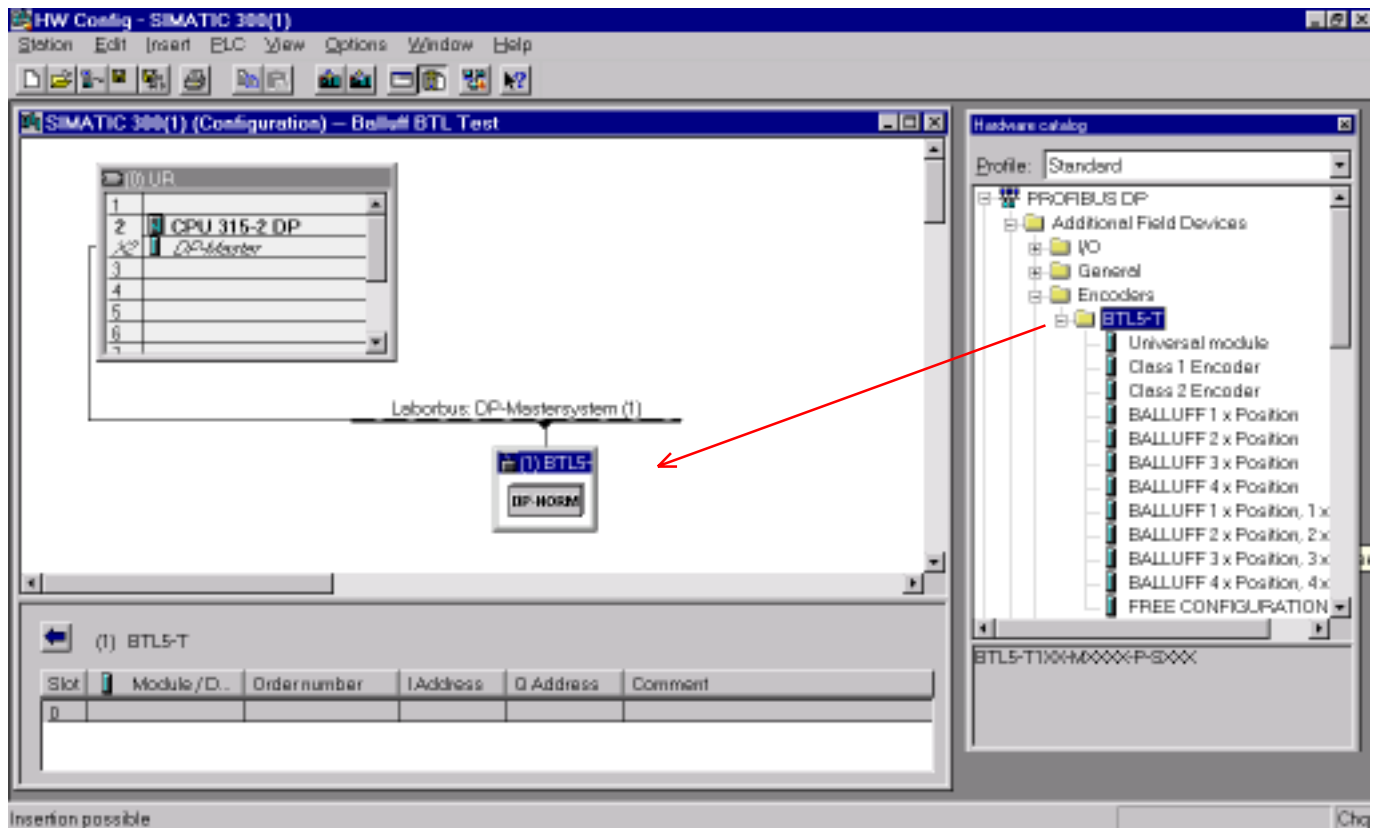 HW Config - SIMATIC 300(1)
Station Edit Insert PLC View Options Window Help
SIMATIC 300(1) (Configuration) -- Balluff BTL Test
(0) UR
1
2 CPU 315-2 DP
X2 DP-Master
3
4
5
6
7
Laborbus: DP-Mastersystem (1)
(1) BTL5-
DP-NORM
(1) BTL5-T
Slot Module / D... Order number I Address Q Address Comment
0
Hardware catalog
Profile: Standard
PROFIBUS DP
Additional Field Devices
I/O
General
Encoders
BTL5-T
Universal module
Class 1 Encoder
Class 2 Encoder
BALLUFF 1 x Position
BALLUFF 2 x Position
BALLUFF 3 x Position
BALLUFF 4 x Position
BALLUFF 1 x Position, 1 x
BALLUFF 2 x Position, 2 x
BALLUFF 3 x Position, 3 x
BALLUFF 4 x Position, 4 x
FREE CONFIGURATION
BTL5-T1XX-MXXXX-P-SXXX
Insertion possible
Chg